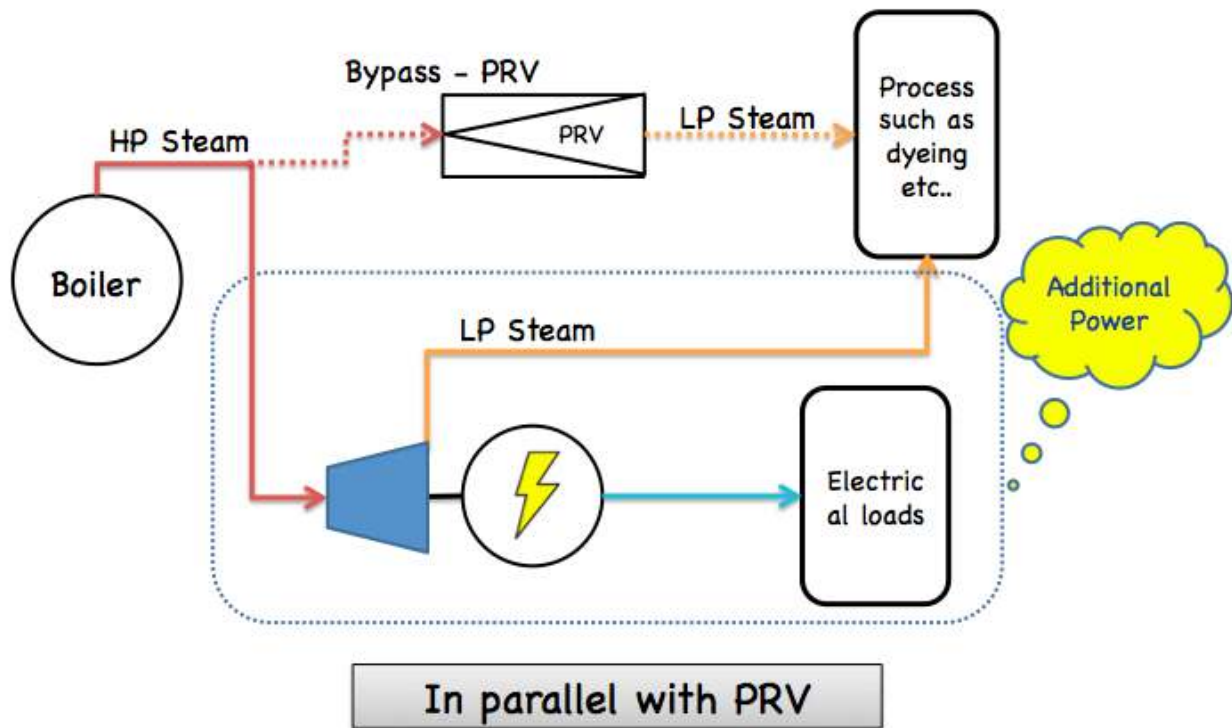 Bypass - PRV
HP Steam
PRV
LP Steam
Process
such as
dyeing
etc..
Boiler
Additional
Power
LP Steam
Electric
al loads
In parallel with PRV